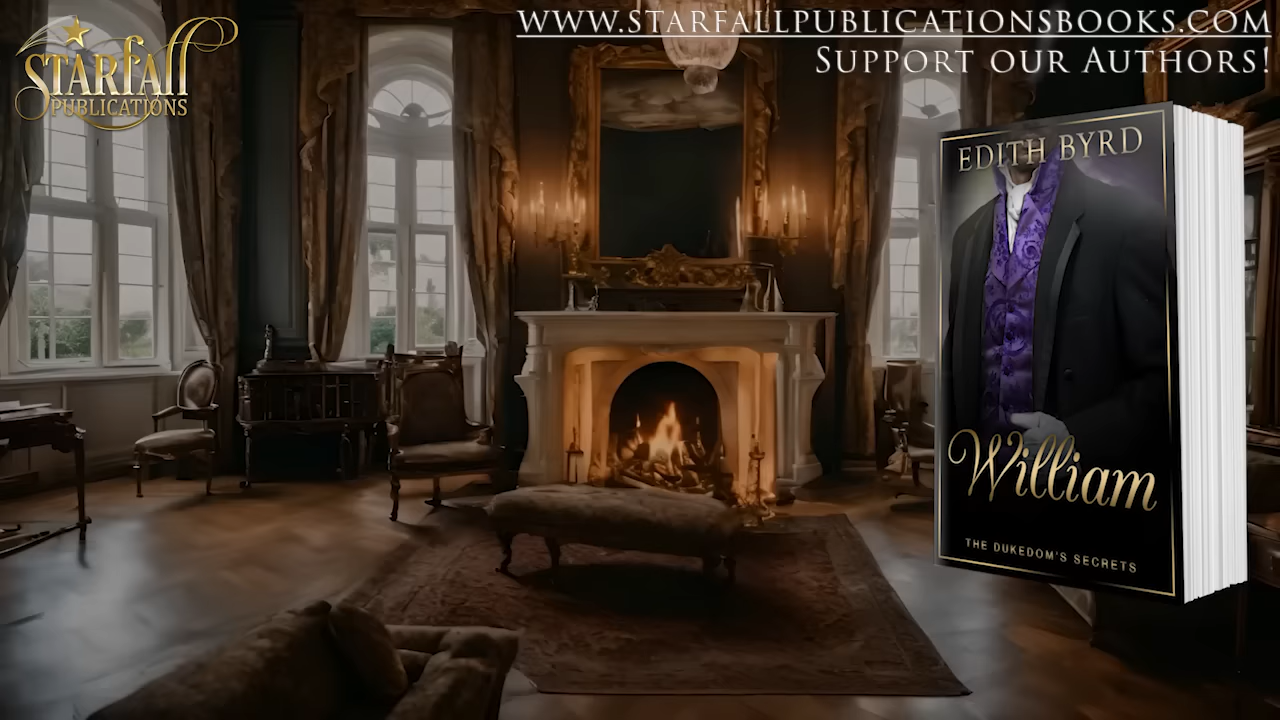 STARfall
PUBLICATIONS
WWW.STARFALLPUBLICATIONSBOOKS.COM
SUPPORT OUR AUTHORS!
EDITH BYRD
William
THE DUKEDOM'S SECRETS